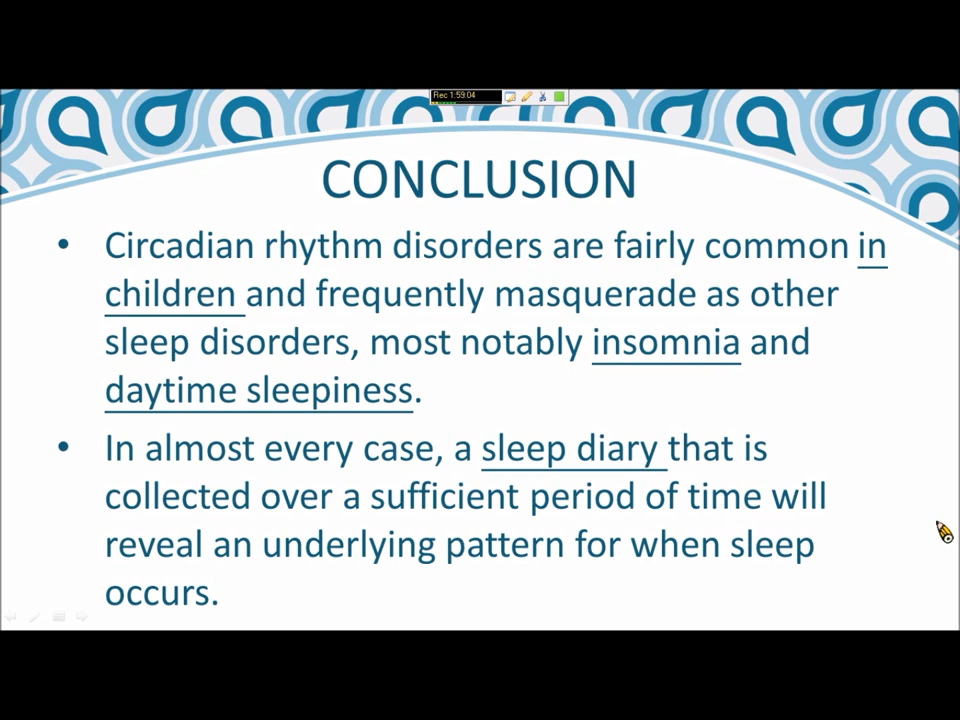 Rec 1:59:04
CONCLUSION
• Circadian rhythm disorders are fairly common in
children and frequently masquerade as other
sleep disorders, most notably insomnia and
daytime sleepiness.
• In almost every case, a sleep diary that is
collected over a sufficient period of time will
reveal an underlying pattern for when sleep
occurs.